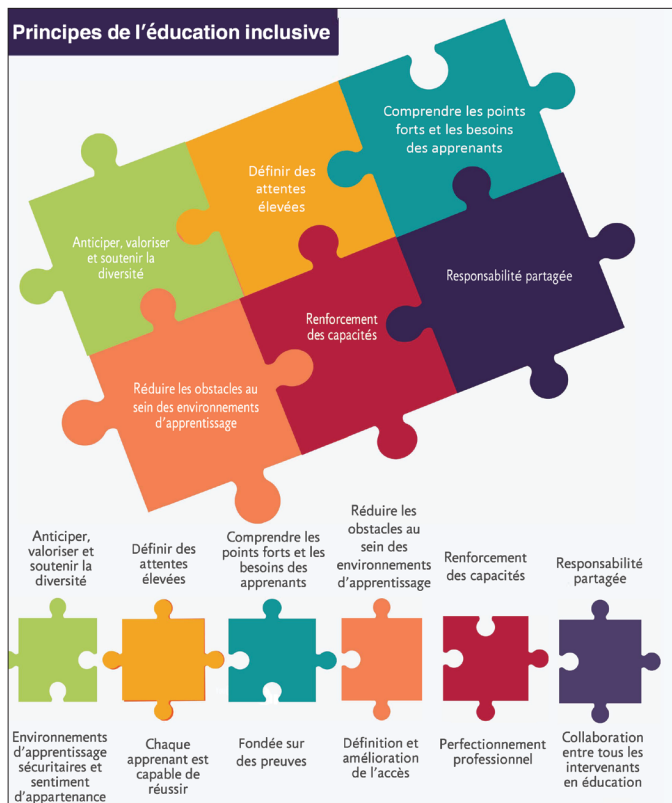 Principes de l'éducation inclusive
Comprendre les points
forts et les besoins
des apprenants
Définir des
attentes
élevées
Anticiper, valoriser
et soutenir la
diversité
Responsabilité partagée
Renforcement
des capacités
Réduire les obstacles au
sein des environnements
d'apprentissage
Anticiper,
valoriser et
soutenir la
diversité
Définir des
attentes
élevées
Comprendre les
points forts et les
besoins des
apprenants
Réduire les
obstacles au
sein des
environnements
d'apprentissage
Renforcement
des capacités
Responsabilité
partagée
Environnements
d'apprentissage
sécuritaires et
sentiment
d'appartenance
Chaque
apprenant est
capable de
réussir
Fondée sur
des preuves
Définition et
amélioration
de l'accès
Perfectionnement
professionnel
Collaboration
entre tous les
intervenants
en éducation